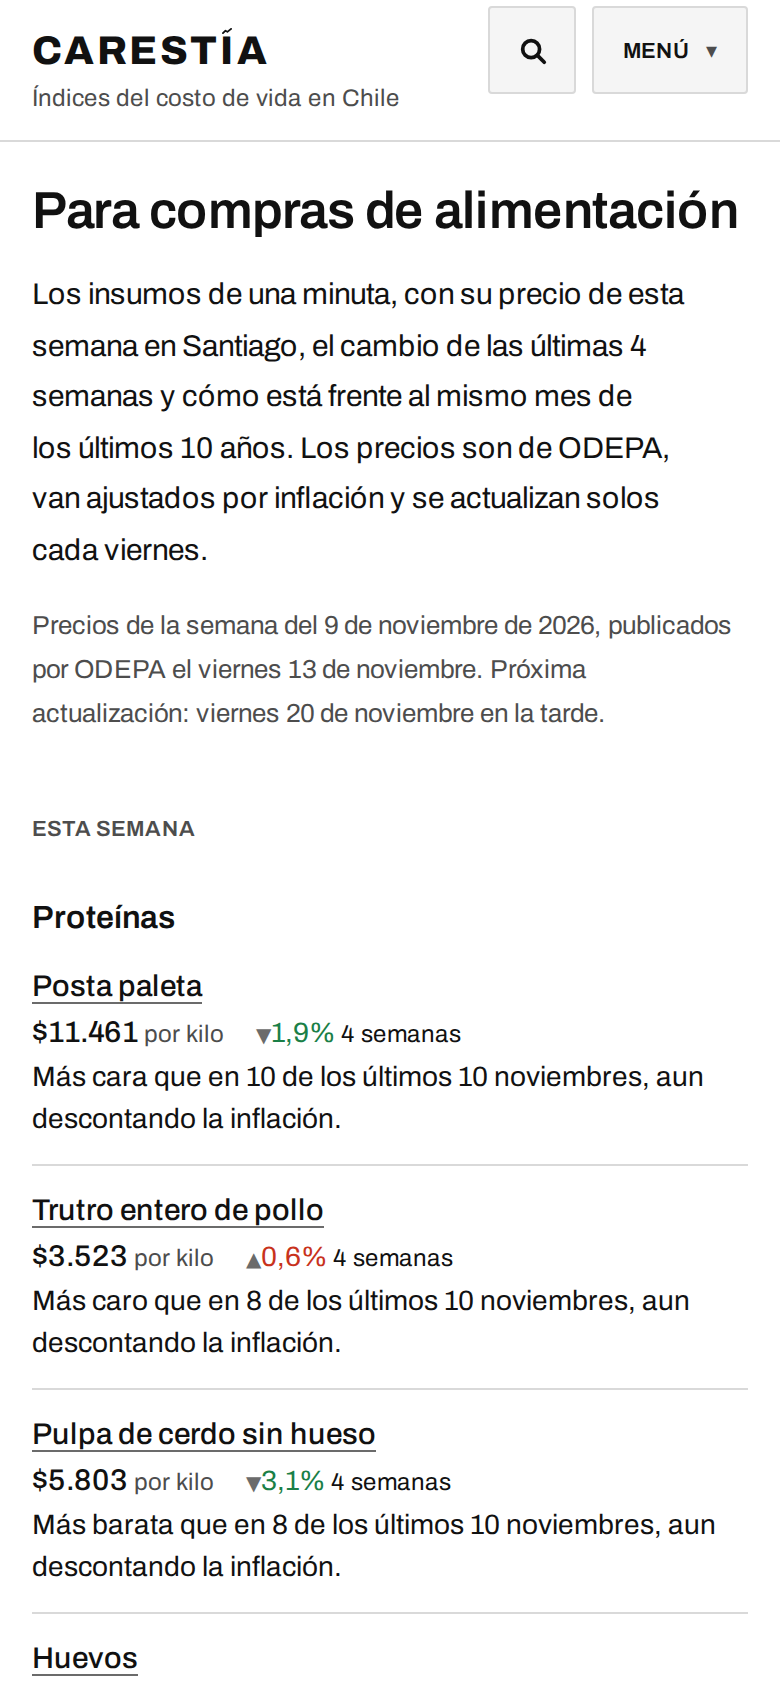 CARESTÍA
Índices del costo de vida en Chile
MENÚ ▼
Para compras de alimentación
Los insumos de una minuta, con su precio de esta
semana en Santiago, el cambio de las últimas 4
semanas y cómo está frente al mismo mes de
los últimos 10 años. Los precios son de ODEPA,
van ajustados por inflación y se actualizan solos
cada viernes.
Precios de la semana del 9 de noviembre de 2026, publicados
por ODEPA el viernes 13 de noviembre. Próxima
actualización: viernes 20 de noviembre en la tarde.
ESTA SEMANA
Proteínas
Posta paleta
$11.461 por kilo ▼1,9% 4 semanas
Más cara que en 10 de los últimos 10 noviembres, aun
descontando la inflación.
Trutro entero de pollo
$3.523 por kilo ▲0,6% 4 semanas
Más caro que en 8 de los últimos 10 noviembres, aun
descontando la inflación.
Pulpa de cerdo sin hueso
$5.803 por kilo ▼3,1% 4 semanas
Más barata que en 8 de los últimos 10 noviembres, aun
descontando la inflación.
Huevos